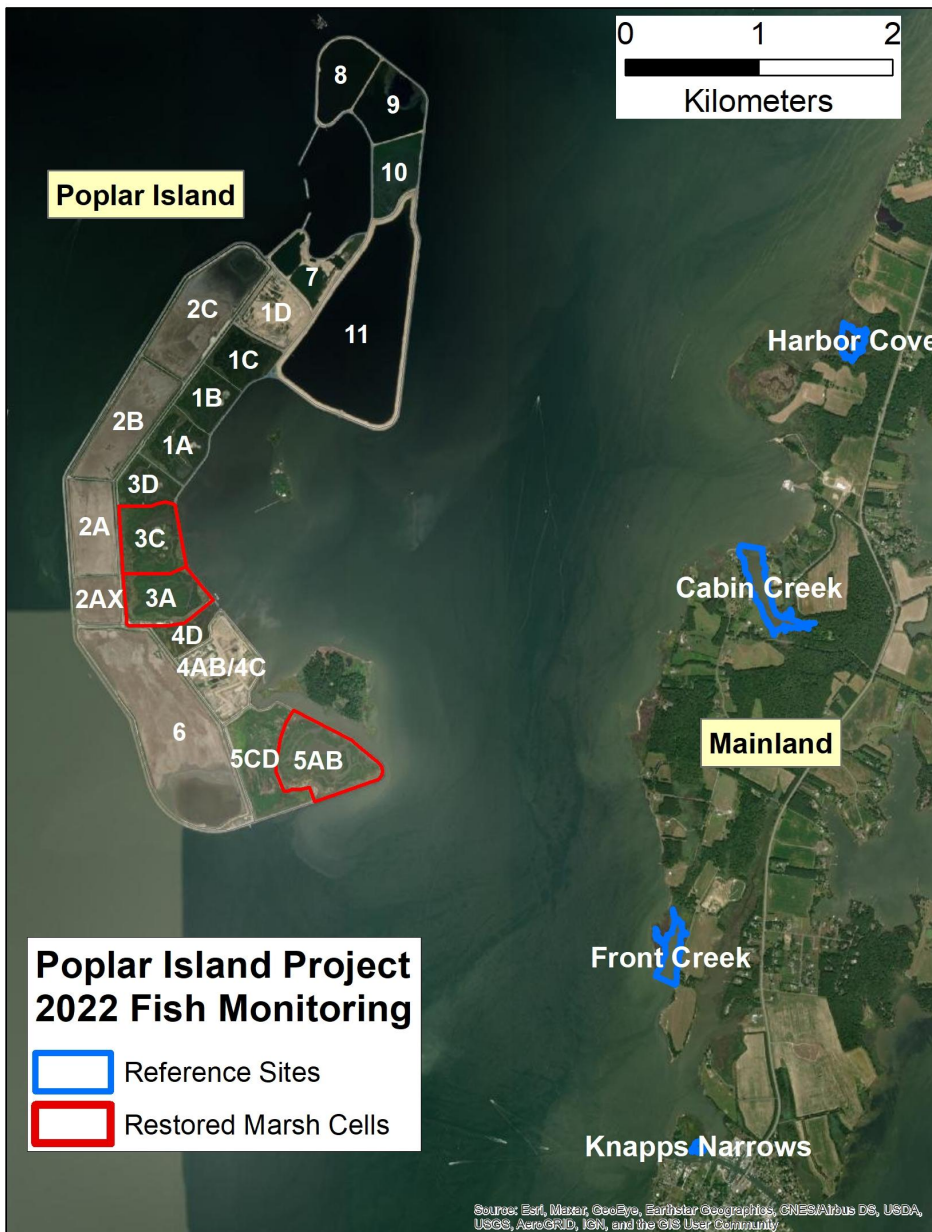 0 1 2
Kilometers
8
9
10
Poplar Island
7
2C
1D
11
Harbor Cove
1C
1B
2B
1A
3D
2A
3C
Cabin Creek
2AX
3A
4D
4AB/4C
6
Mainland
5CD
5AB
Front Creek
Poplar Island Project
2022 Fish Monitoring
Reference Sites
Restored Marsh Cells
Knapps Narrows
Source: Esri, Maxar, GeoEye, Earthstar Geographics, CNES/Airbus DS, USDA,
USGS, AeroGRID, IGN, and the GIS User Community